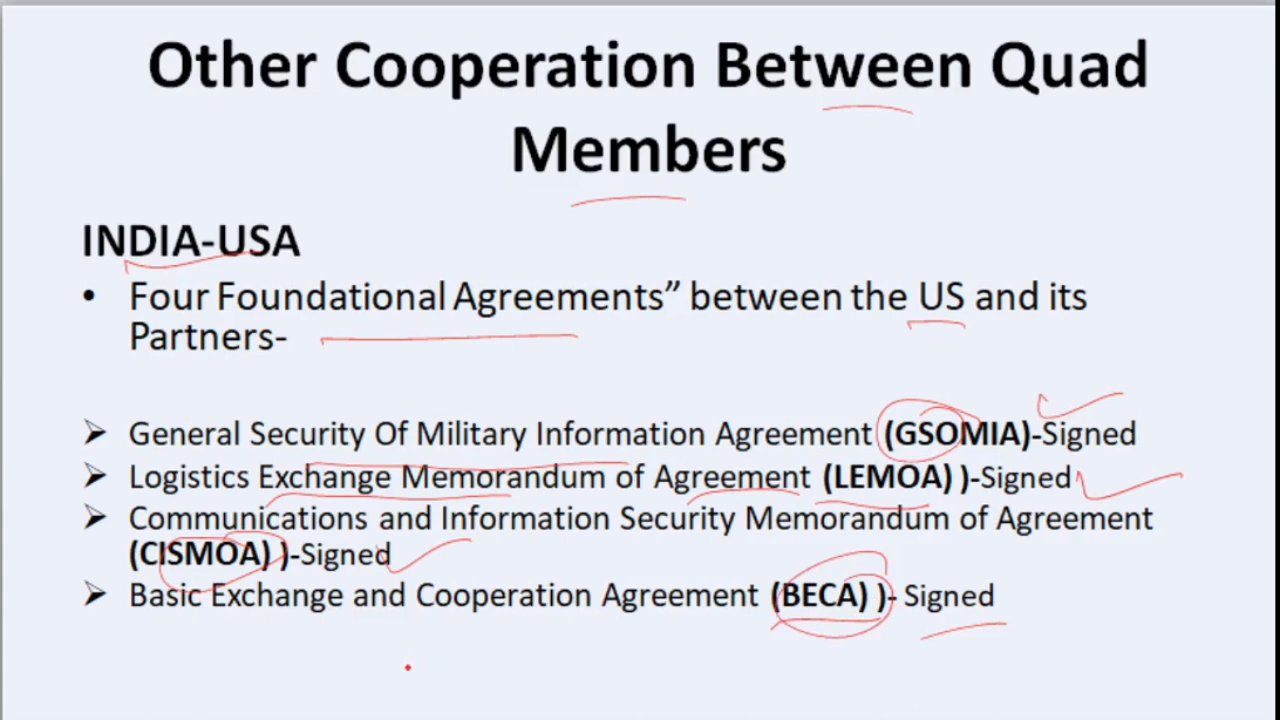 Other Cooperation Between Quad
Members
INDIA-USA
• Four Foundational Agreements” between the US and its
Partners-
➢ General Security Of Military Information Agreement (GSOMIA)-Signed
➢ Logistics Exchange Memorandum of Agreement (LEMOA) )-Signed
➢ Communications and Information Security Memorandum of Agreement
(CISMOA) )-Signed
➢ Basic Exchange and Cooperation Agreement (BECA) )- Signed